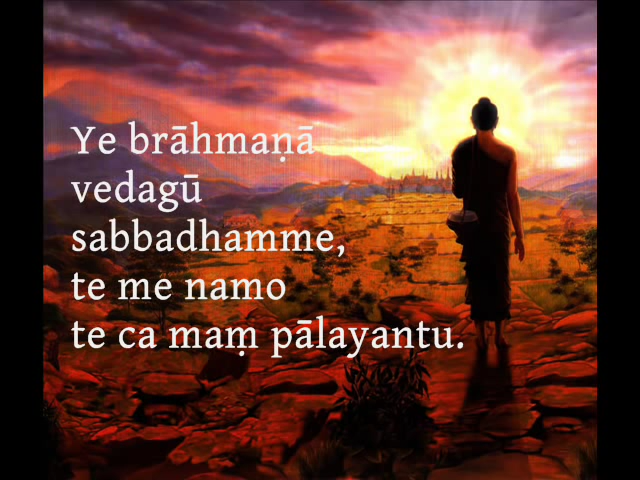 Ye brāhmaṇā
vedagū
sabbadhamme,
te me namo
te ca maṃ pālayantu.